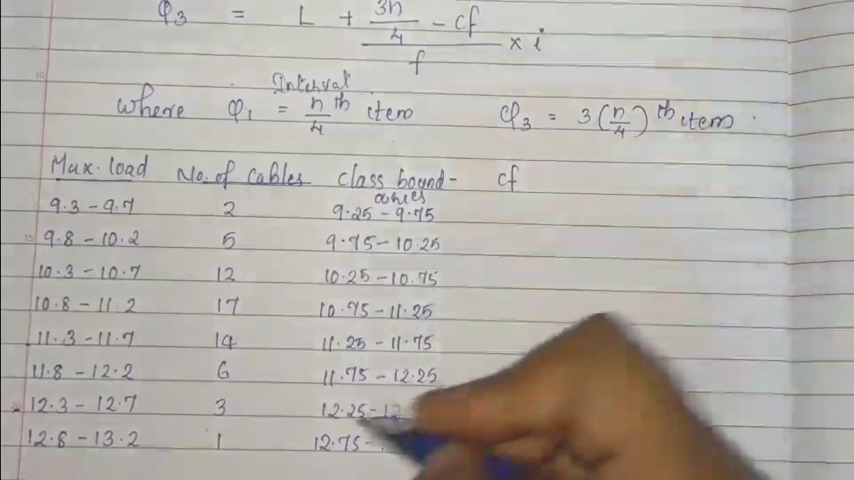 Q₃ = L + 3n/4 - cf / f × i
Interval
where Q₁ = n/4 th item Q₃ = 3(n/4)th item.
Max. load No. of cables class bound- cf
aries
9.3 - 9.7 2 9.25 - 9.75
9.8 - 10.2 5 9.75 - 10.25
10.3 - 10.7 12 10.25 - 10.75
10.8 - 11.2 17 10.75 - 11.25
11.3 - 11.7 14 11.25 - 11.75
11.8 - 12.2 6 11.75 - 12.25
12.3 - 12.7 3 12.25 - 12
12.8 - 13.2 1 12.75 -